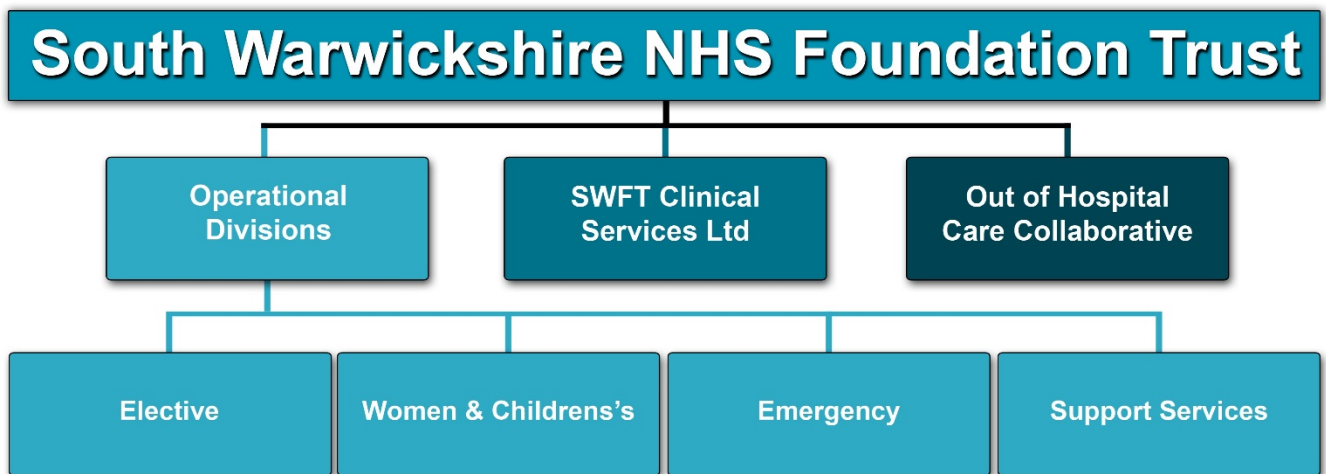 South Warwickshire NHS Foundation Trust
Operational
Divisions
SWFT Clinical
Services Ltd
Out of Hospital
Care Collaborative
Elective
Women & Childrens's
Emergency
Support Services